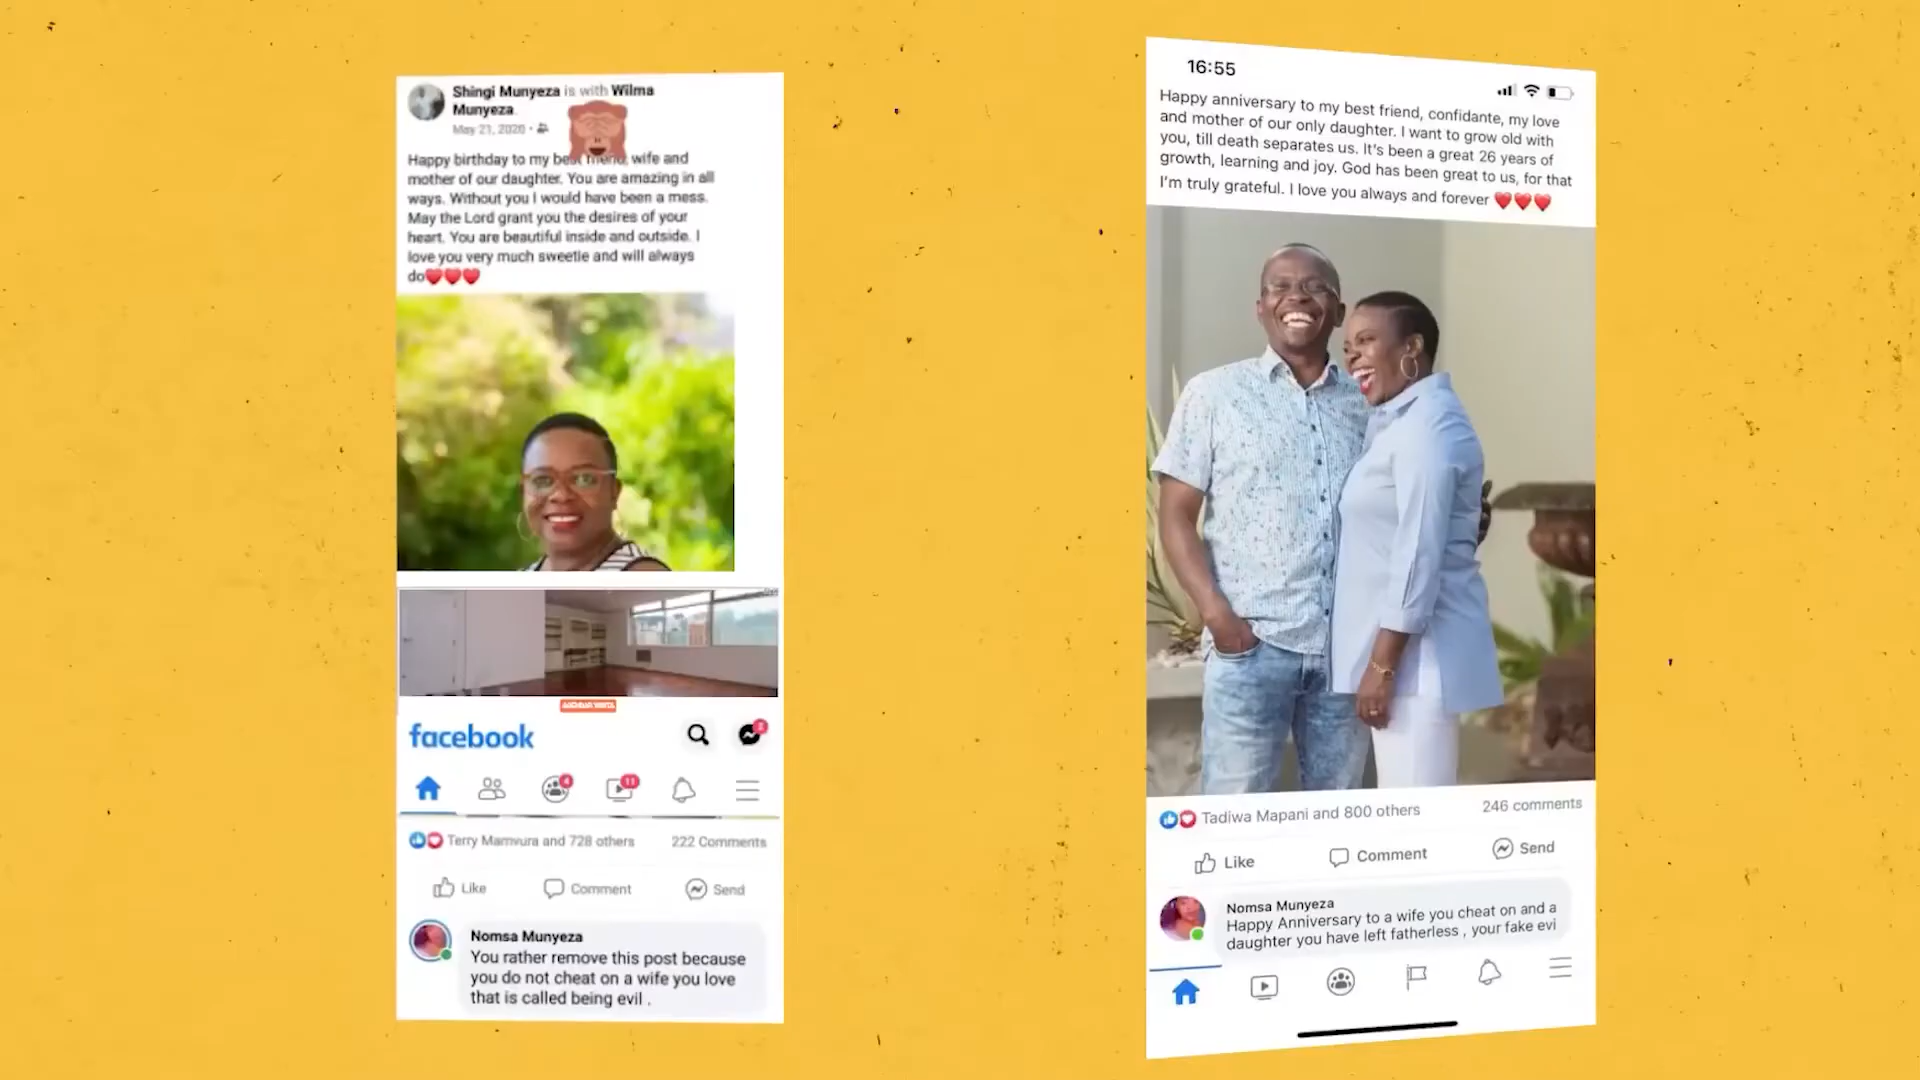 Shingi Munyeza is with Wilma
Munyeza
May 21, 2020
Happy birthday to my best friend, wife and
mother of our daughter. You are amazing in all
ways. Without you I would have been a mess.
May the Lord grant you the desires of your
heart. You are beautiful inside and outside. I
love you very much sweetie and will always
do❤️❤️❤️
facebook
2
4
11
Terry Mamvura and 728 others
222 Comments
Like
Comment
Send
Nomsa Munyeza
You rather remove this post because
you do not cheat on a wife you love
that is called being evil .
16:55
Happy anniversary to my best friend, confidante, my love
and mother of our only daughter. I want to grow old with
you, till death separates us. It's been a great 26 years of
growth, learning and joy. God has been great to us, for that
I'm truly grateful. I love you always and forever ❤️❤️❤️
Tadiwa Mapani and 800 others
246 comments
Like
Comment
Send
Nomsa Munyeza
Happy Anniversary to a wife you cheat on and a
daughter you have left fatherless , your fake evi